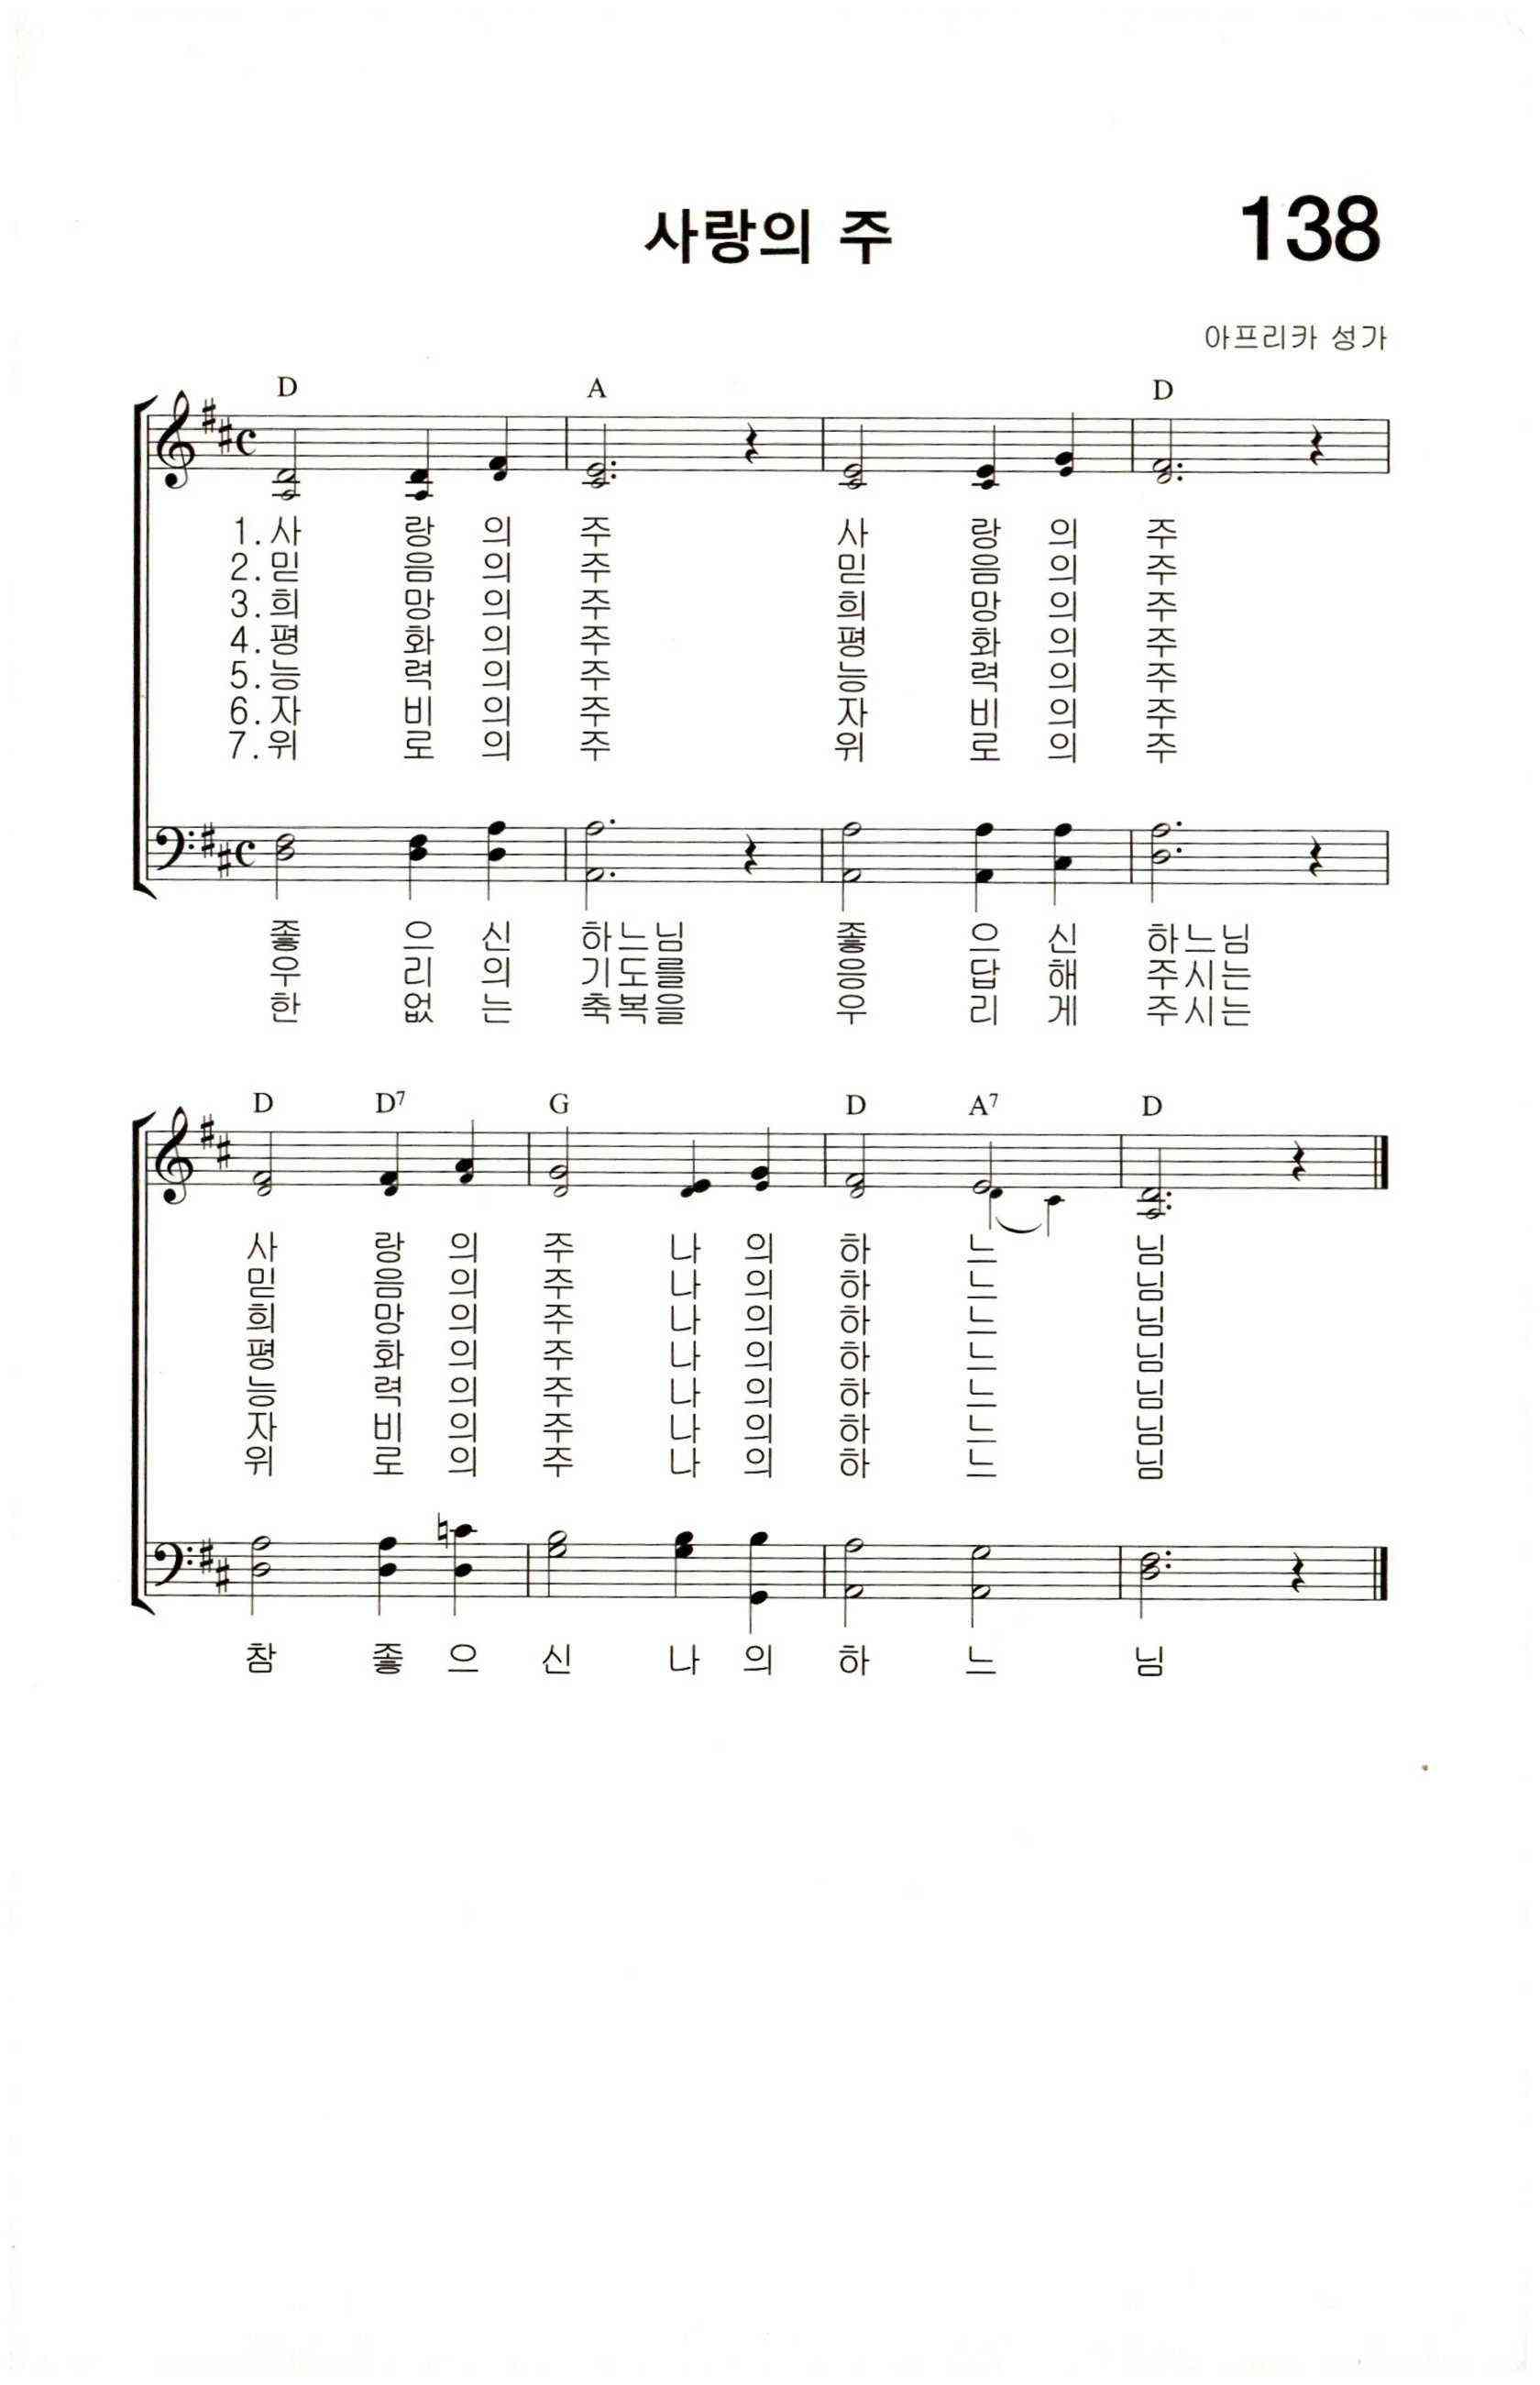 사랑의 주
138
아프리카 성가
D A D
1. 사 랑 의 주 사 랑 의 주
2. 믿 음 의 주 믿 음 의 주
3. 희 망 의 주 희 망 의 주
4. 평 화 의 주 평 화 의 주
5. 능 력 의 주 능 력 의 주
6. 자 비 의 주 자 비 의 주
7. 위 로 의 주 위 로 의 주
좋 으 신 하느님 좋 으 신 하느님
우 리 의 기도를 응 답 해 주시는
한 없 는 축복을 우 리 게 주시는
D D7 G D A7 D
사 랑 의 주 나 의 하 느 님
믿 음 의 주 나 의 하 느 님
희 망 의 주 나 의 하 느 님
평 화 의 주 나 의 하 느 님
능 력 의 주 나 의 하 느 님
자 비 의 주 나 의 하 느 님
위 로 의 주 나 의 하 느 님
참 좋 으 신 나 의 하 느 님